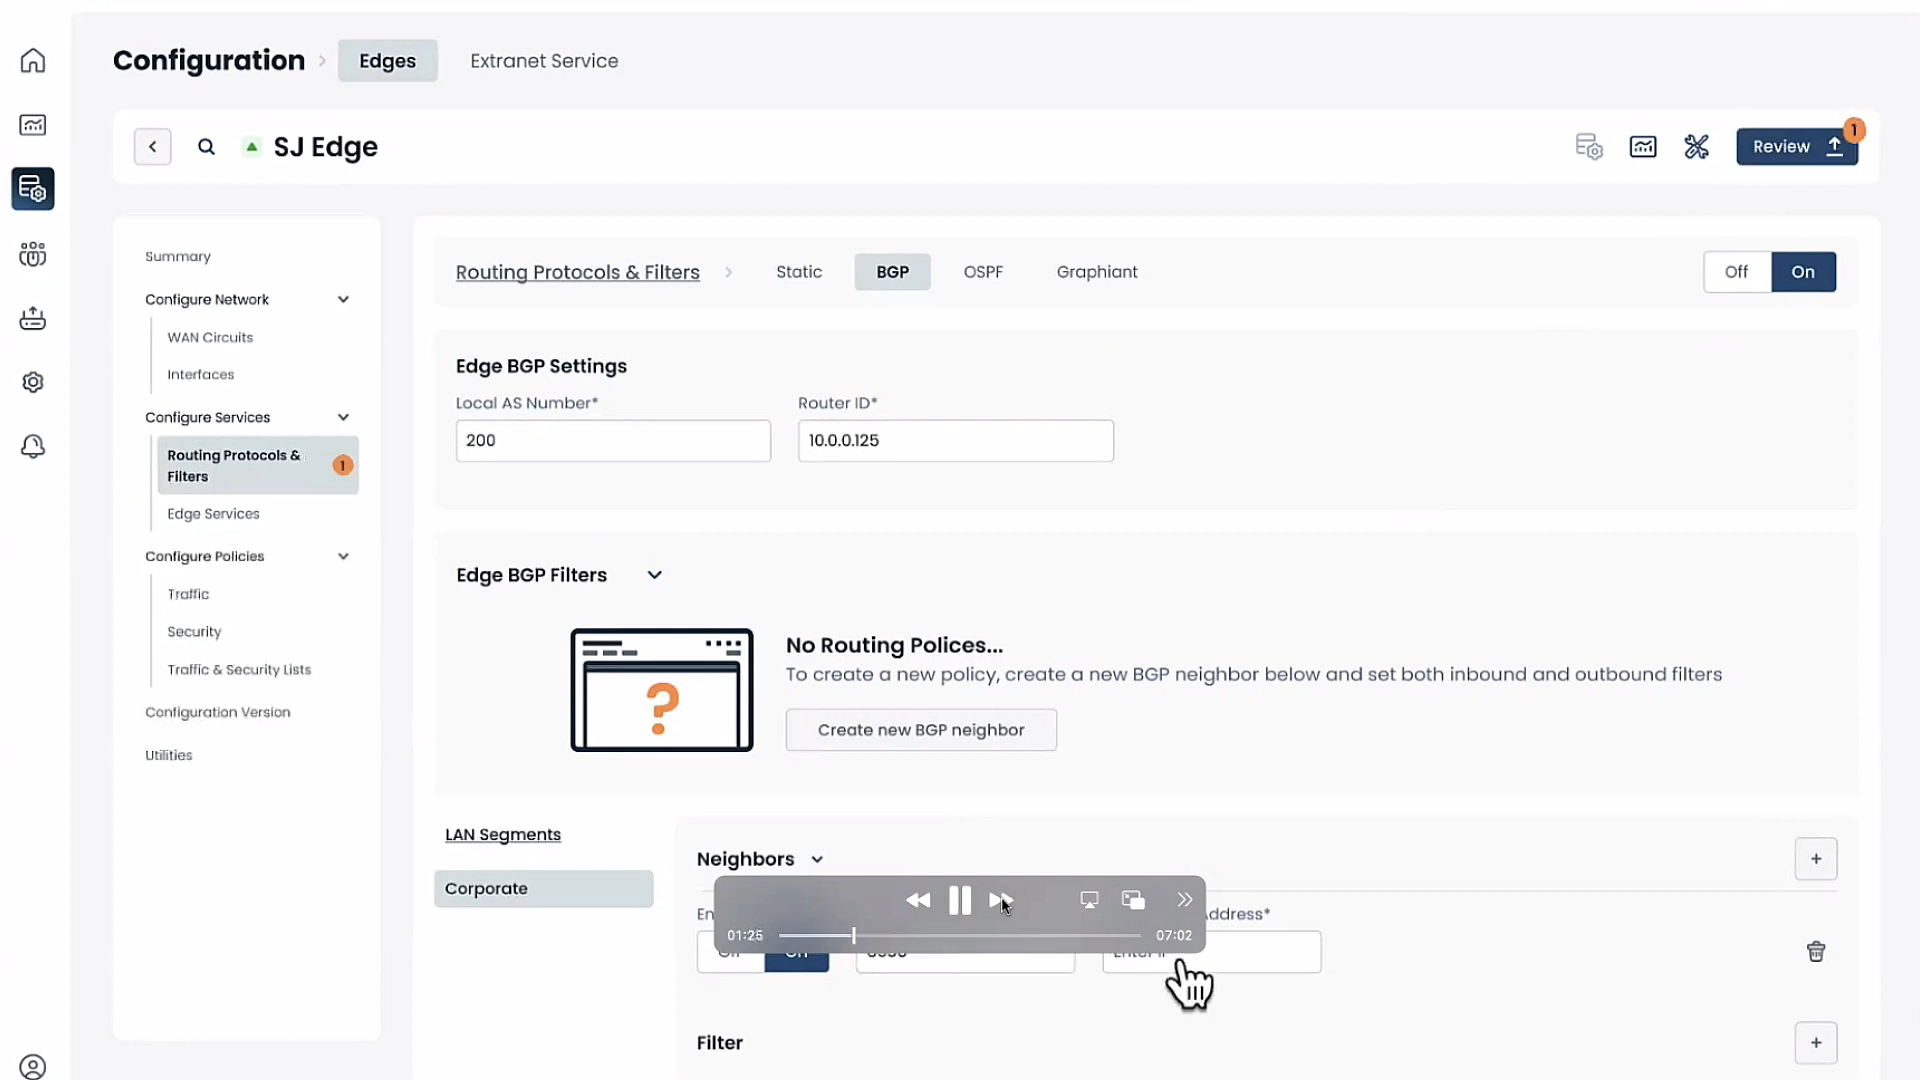 Configuration > Edges Extranet Service
SJ Edge
Review 1
Summary
Configure Network
WAN Circuits
Interfaces
Configure Services
Routing Protocols &
Filters 1
Edge Services
Configure Policies
Traffic
Security
Traffic & Security Lists
Configuration Version
Utilities
Routing Protocols & Filters > Static BGP OSPF Graphiant Off On
Edge BGP Settings
Local AS Number* Router ID*
200 10.0.0.125
Edge BGP Filters
No Routing Polices...
To create a new policy, create a new BGP neighbor below and set both inbound and outbound filters
Create new BGP neighbor
LAN Segments
Corporate
Neighbors
Address*
01:25 07:02
Off On
Filter